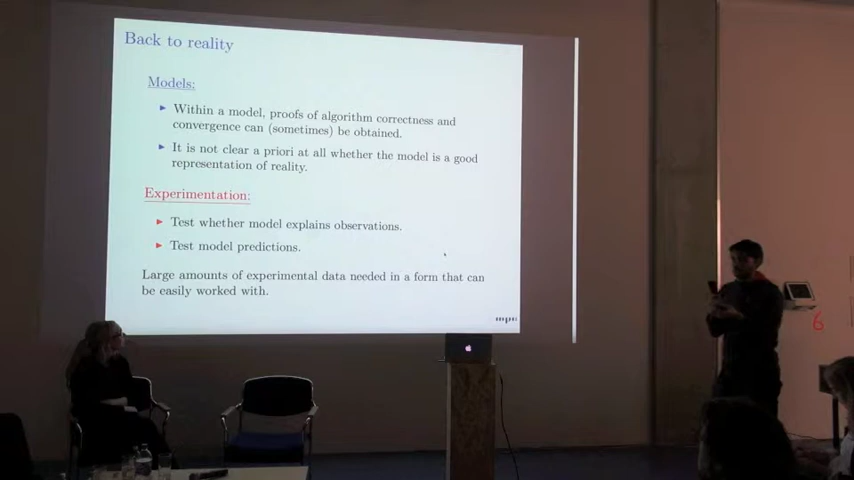 Back to reality
Models:
Within a model, proofs of algorithm correctness and
convergence can (sometimes) be obtained.
It is not clear a priori at all whether the model is a good
representation of reality.
Experimentation:
Test whether model explains observations.
Test model predictions.
Large amounts of experimental data needed in a form that can
be easily worked with.
mpc
6